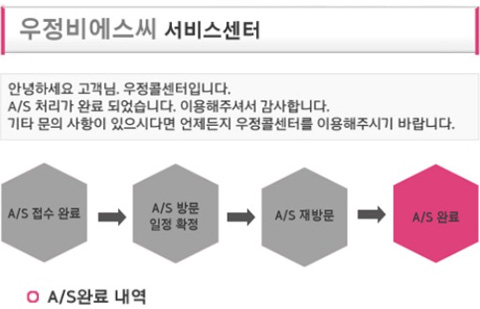 우정비에스씨 서비스센터
안녕하세요 고객님. 우정콜센터입니다.
A/S 처리가 완료 되었습니다. 이용해주셔서 감사합니다.
기타 문의 사항이 있으시다면 언제든지 우정콜센터를 이용해주시기 바랍니다.
A/S 접수 완료
A/S 방문
일정 확정
A/S 재방문
A/S 완료
A/S완료 내역